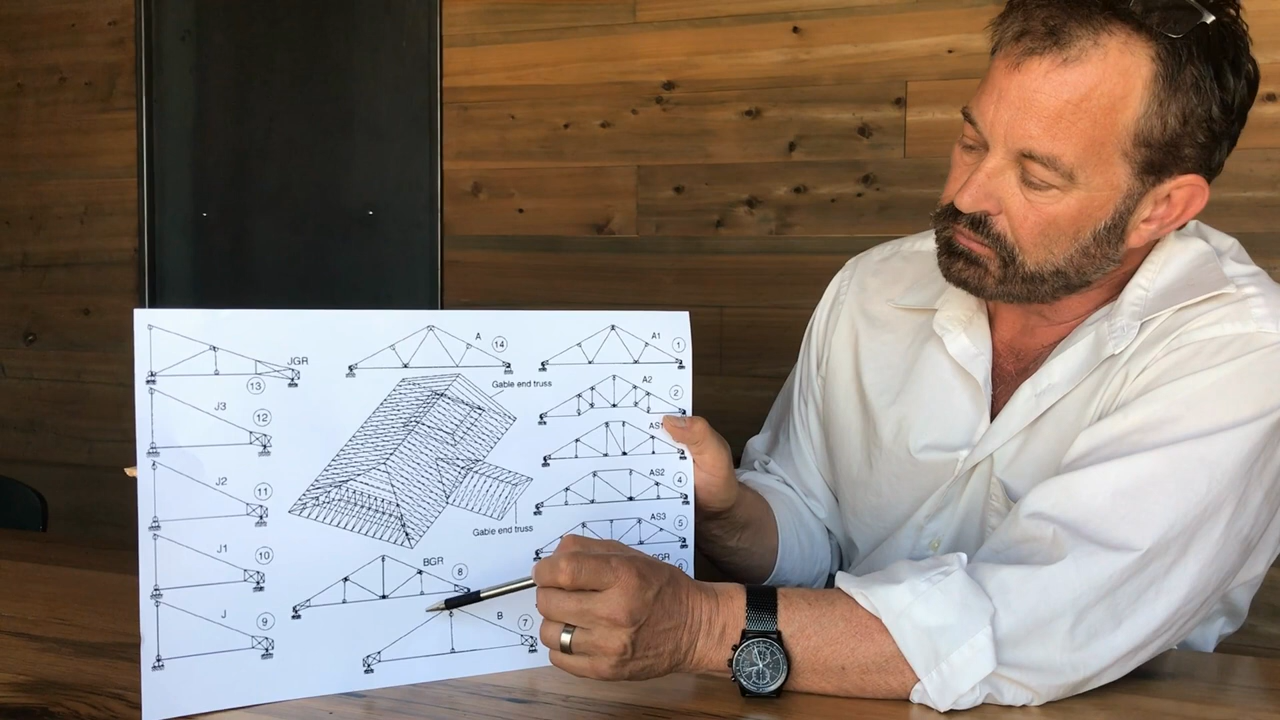 JGR
13
J3
12
J2
11
J1
10
J
9
A
14
Gable end truss
Gable end truss
BGR
8
B
7
A1
1
A2
2
AS1
AS2
4
AS3
5
6